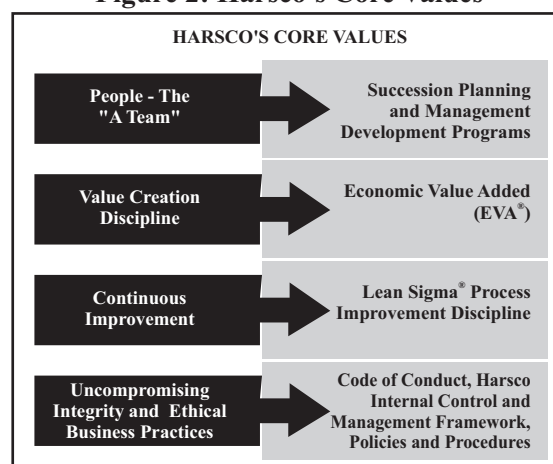 Figure 2: Harsco's Core Values
HARSCO'S CORE VALUES
People - The
"A Team"
Succession Planning
and Management
Development Programs
Value Creation
Discipline
Economic Value Added
(EVA®)
Continuous
Improvement
Lean Sigma® Process
Improvement Discipline
Uncompromising
Integrity and Ethical
Business Practices
Code of Conduct, Harsco
Internal Control and
Management Framework,
Policies and Procedures